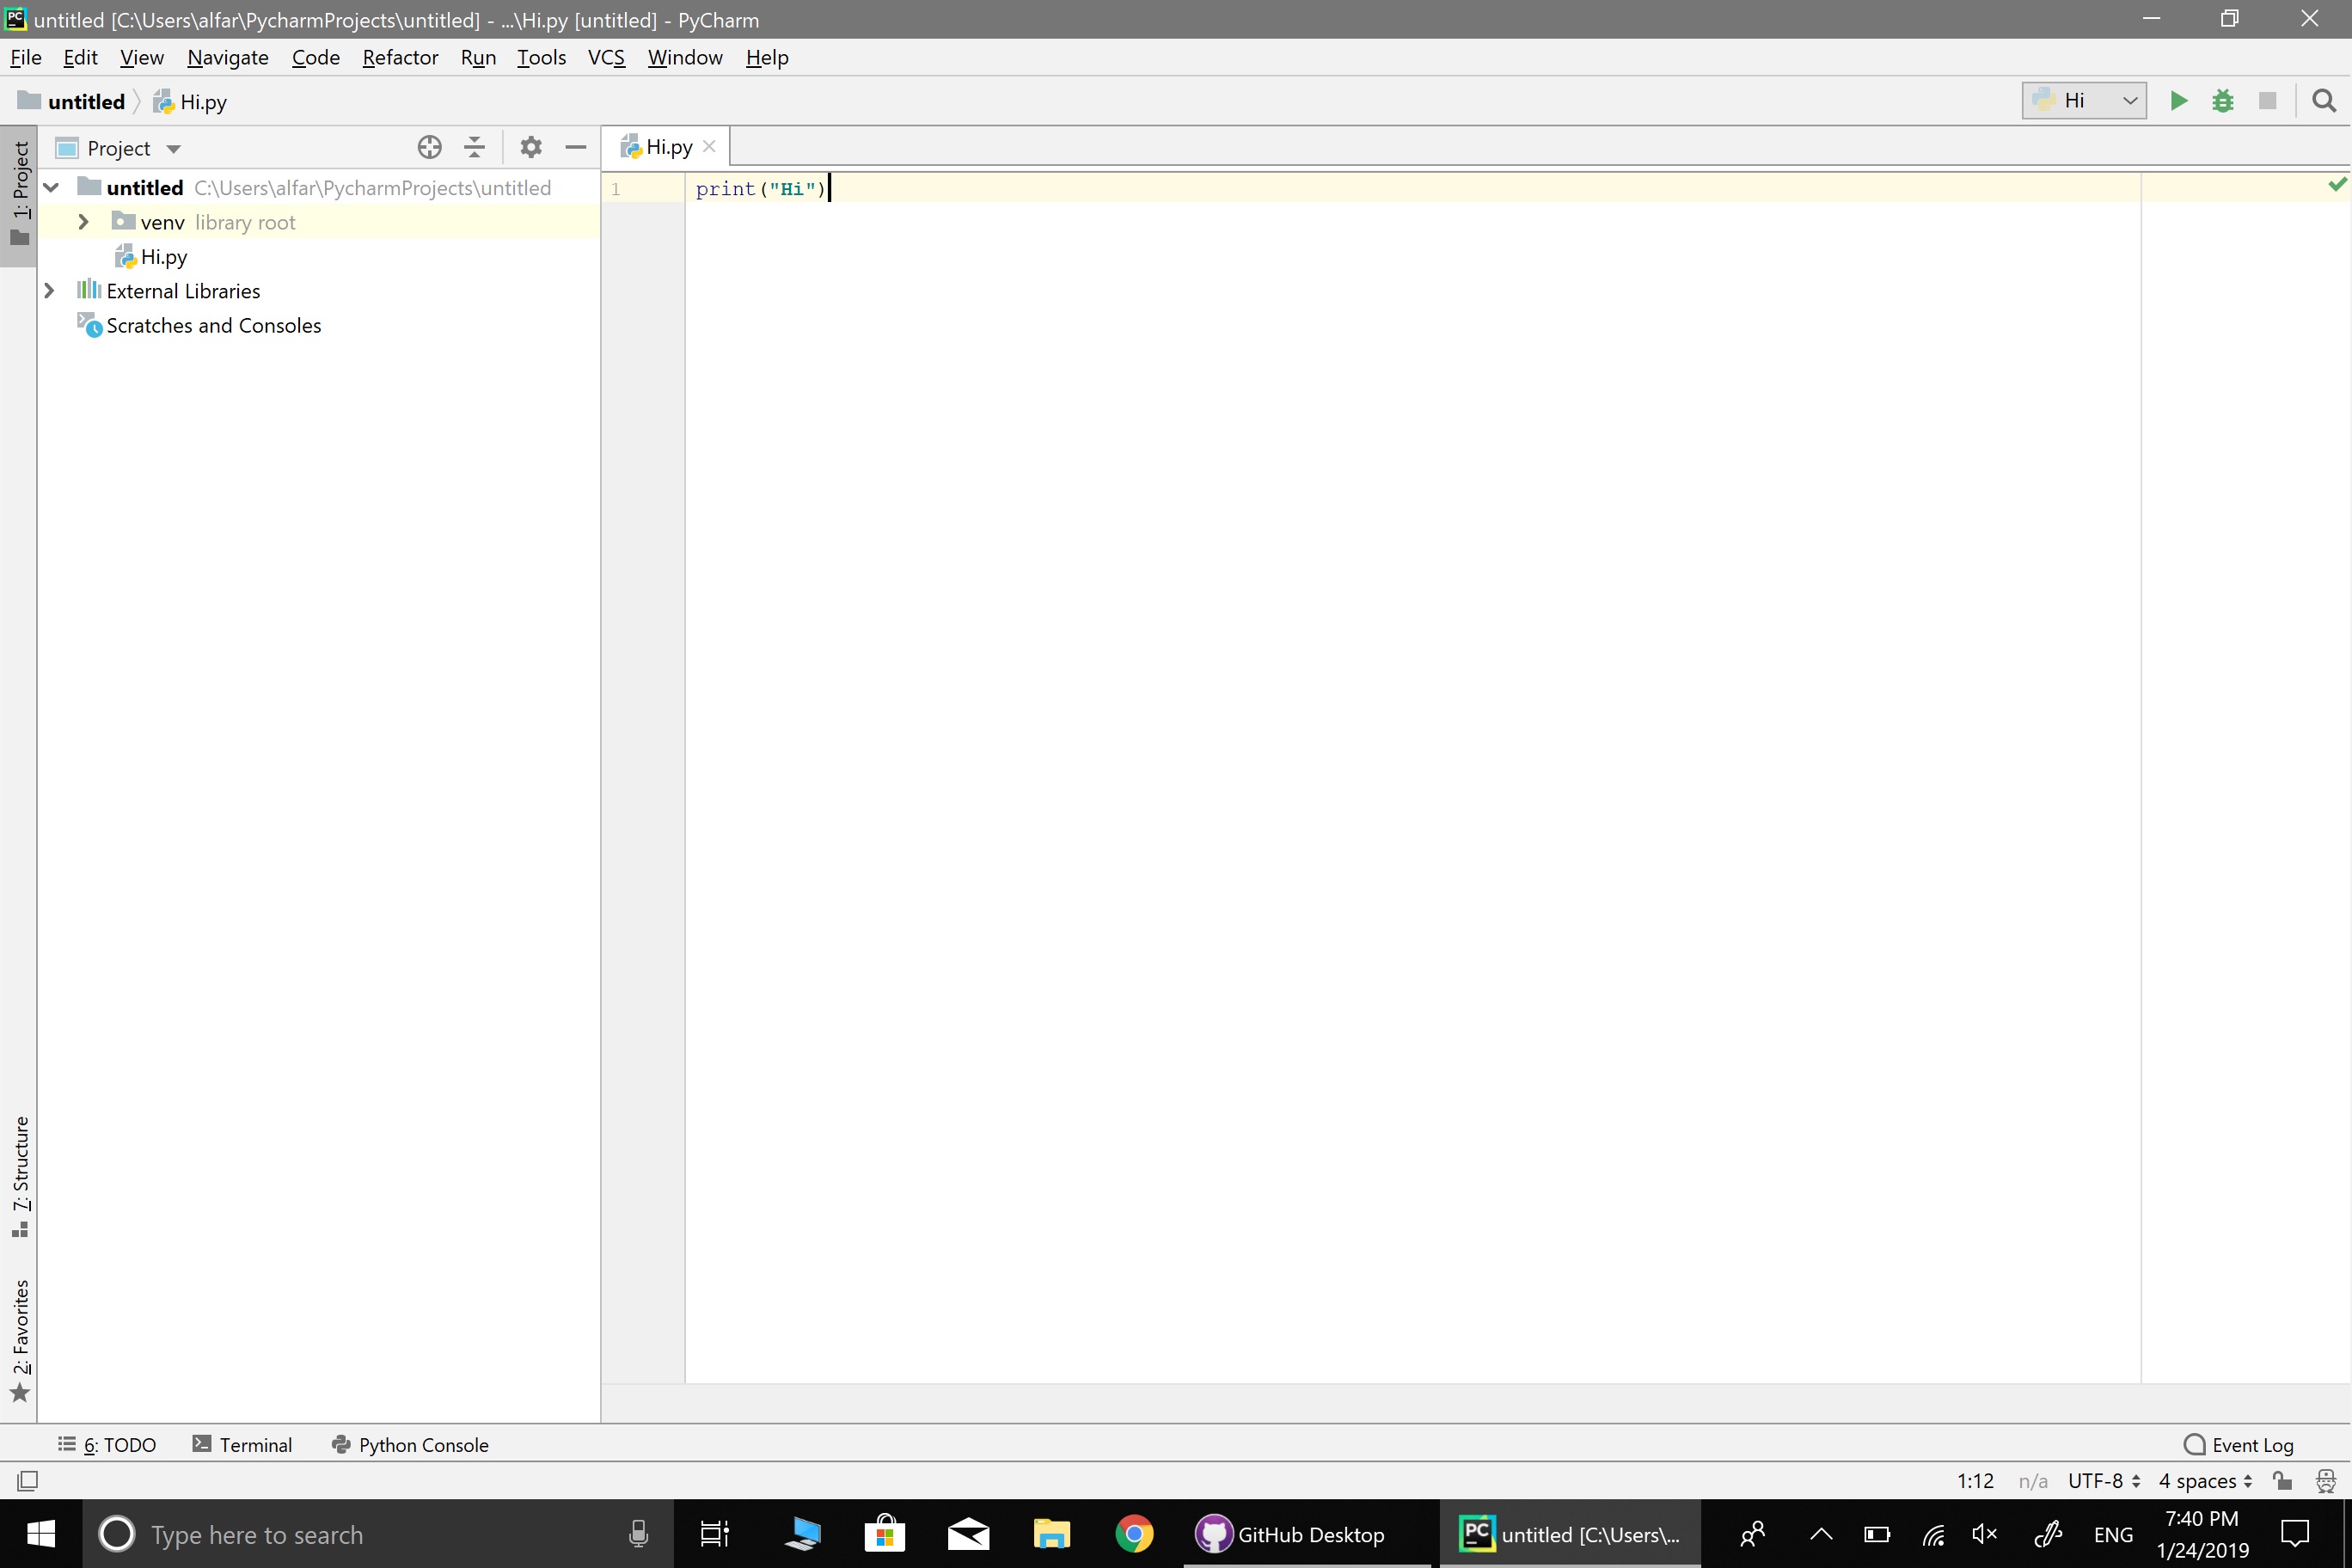 untitled [C:\Users\alfar\PycharmProjects\untitled] - ...\Hi.py [untitled] - PyCharm
File Edit View Navigate Code Refactor Run Tools VCS Window Help
untitled Hi.py
Hi
1: Project
Project
Hi.py
untitled C:\Users\alfar\PycharmProjects\untitled
1 print("Hi")
venv library root
Hi.py
External Libraries
Scratches and Consoles
7: Structure
2: Favorites
6: TODO Terminal Python Console Event Log
1:12 n/a UTF-8 4 spaces
Type here to search
GitHub Desktop
PC untitled [C:\Users\...
ENG
7:40 PM
1/24/2019